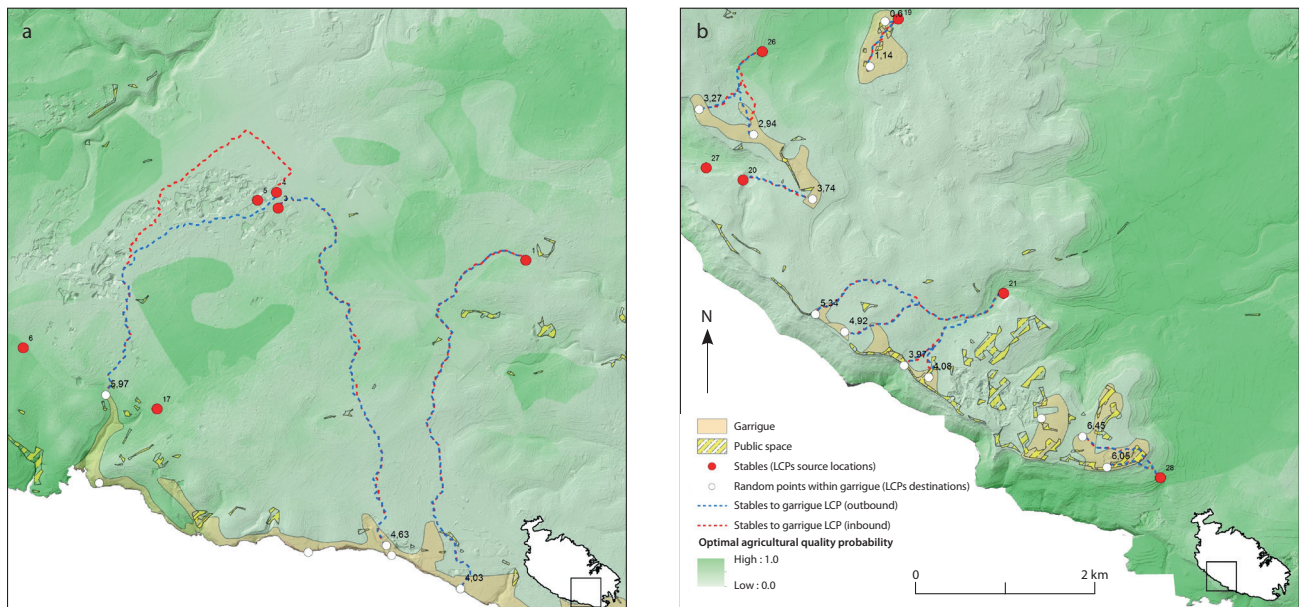 a
4
5
3
1
6
5,97
17
4,63
4,03
b
0.6
19
1,14
26
3,27
2,94
27
20
3,74
21
5,34
4,92
3,97
4,08
6,45
6,05
28
N
Garrigue
Public space
Stables (LCPs source locations)
Random points within garrigue (LCPs destinations)
Stables to garrigue LCP (outbound)
Stables to garrigue LCP (inbound)
Optimal agricultural quality probability
High : 1.0
Low : 0.0
0
2 km